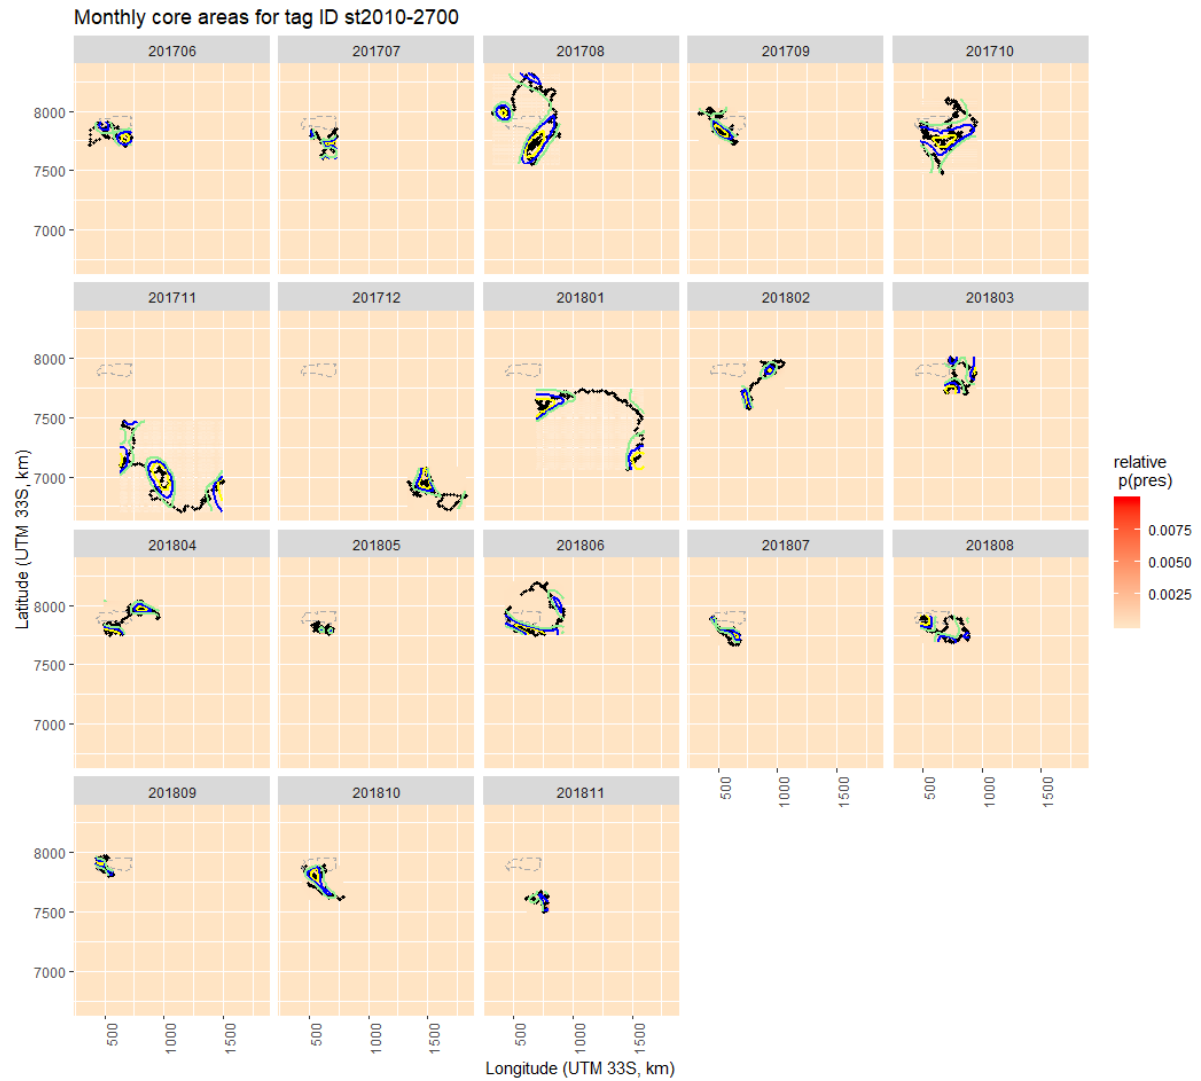 Monthly core areas for tag ID st2010-2700
201706 201707 201708 201709 201710
8000
7500
7000
201711 201712 201801 201802 201803
8000
7500
7000
201804 201805 201806 201807 201808
8000
7500
7000
500 1000 1500 500 1000 1500
201809 201810 201811
8000
7500
7000
500 1000 1500 500 1000 1500 500 1000 1500
Longitude (UTM 33S, km)
Latitude (UTM 33S, km)
relative
p(pres)
0.0075
0.0050
0.0025